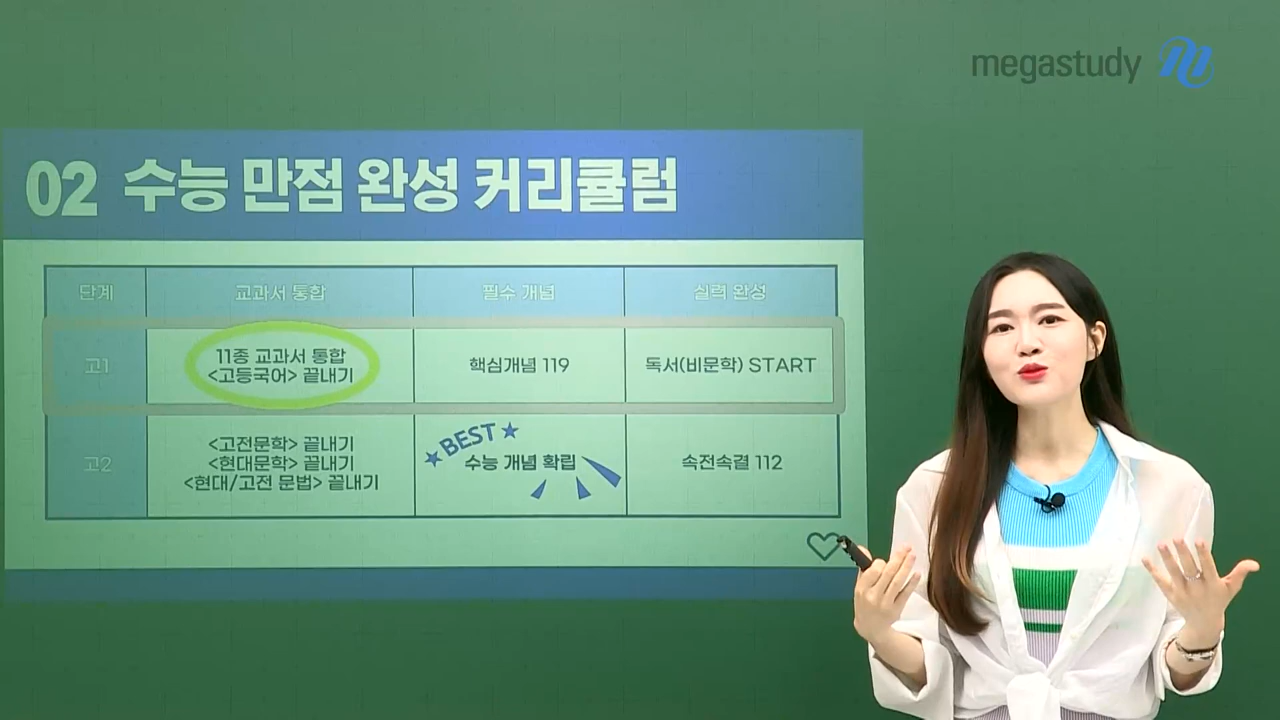 megastudy
02 수능 만점 완성 커리큘럼
단계
교과서 통합
필수 개념
실력 완성
고1
11종 교과서 통합
<고등국어> 끝내기
핵심개념 119
독서(비문학) START
고2
<고전문학> 끝내기
<현대문학> 끝내기
<현대/고전 문법> 끝내기
BEST
수능 개념 확립
속전속결 112